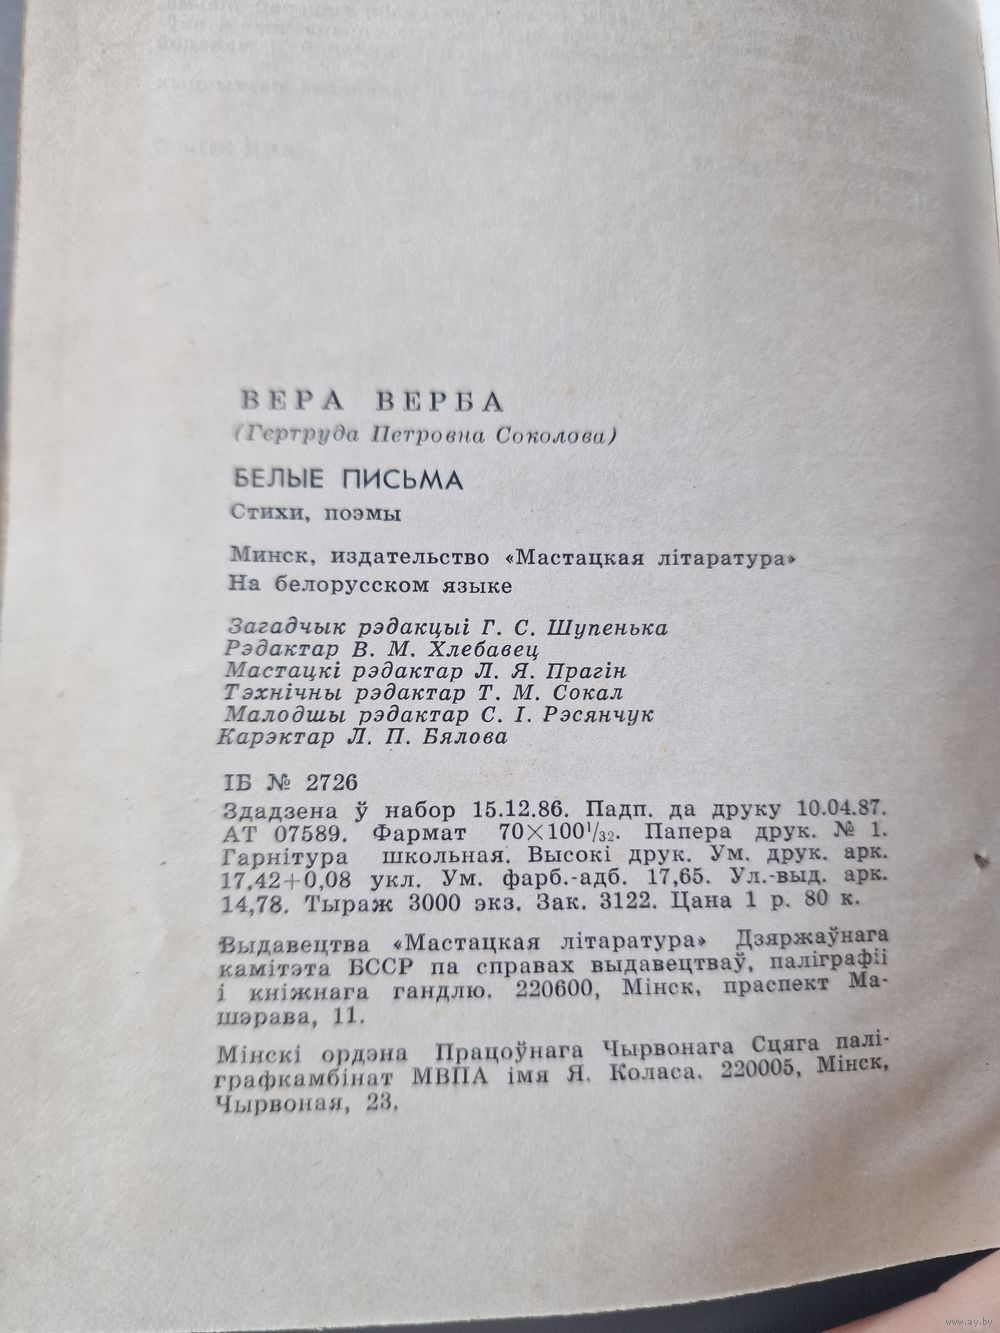 ВЕРА ВЕРБА
(Гертруда Петровна Соколова)
БЕЛЫЕ ПИСЬМА
Стихи, поэмы
Минск, издательство «Мастацкая літаратура»
На белорусском языке
Загадчык рэдакцыі Г. С. Шупенька
Рэдактар В. М. Хлебавец
Мастацкі рэдактар Л. Я. Прагін
Тэхнічны рэдактар Т. М. Сокал
Малодшы рэдактар С. І. Рэсянчук
Карэктар Л. П. Бялова
ІБ № 2726
Здадзена ў набор 15.12.86. Падп. да друку 10.04.87.
АТ 07589. Фармат 70×100¹/₃₂. Папера друк. № 1.
Гарнітура школьная. Высокі друк. Ум. друк. арк.
17,42+0,08 укл. Ум. фарб.-адб. 17,65. Ул.-выд. арк.
14,78. Тыраж 3000 экз. Зак. 3122. Цана 1 р. 80 к.
Выдавецтва «Мастацкая літаратура» Дзяржаўнага
камітэта БССР па справах выдавецтваў, паліграфіі
і кніжнага гандлю. 220600, Мінск, праспект Ма-
шэрава, 11.
Мінскі ордэна Працоўнага Чырвонага Сцяга палі-
графкамбінат МВПА імя Я. Коласа. 220005, Мінск,
Чырвоная, 23.
www.ay.by